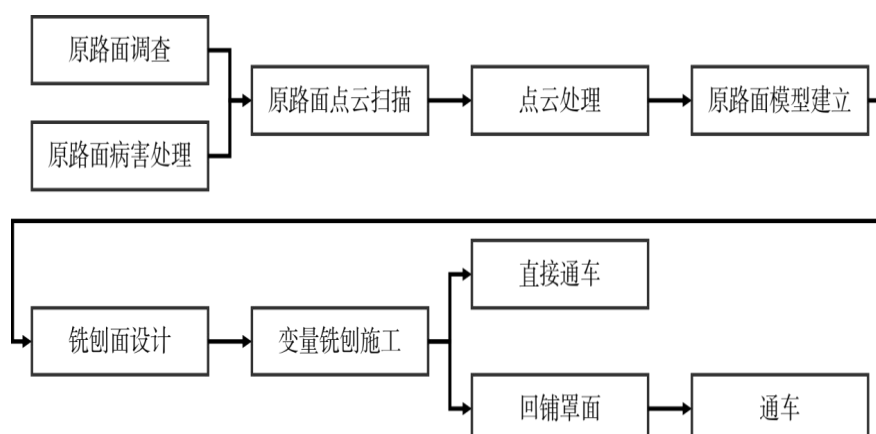 原路面调查
原路面病害处理
原路面点云扫描
点云处理
原路面模型建立
铣刨面设计
变量铣刨施工
直接通车
回铺罩面
通车